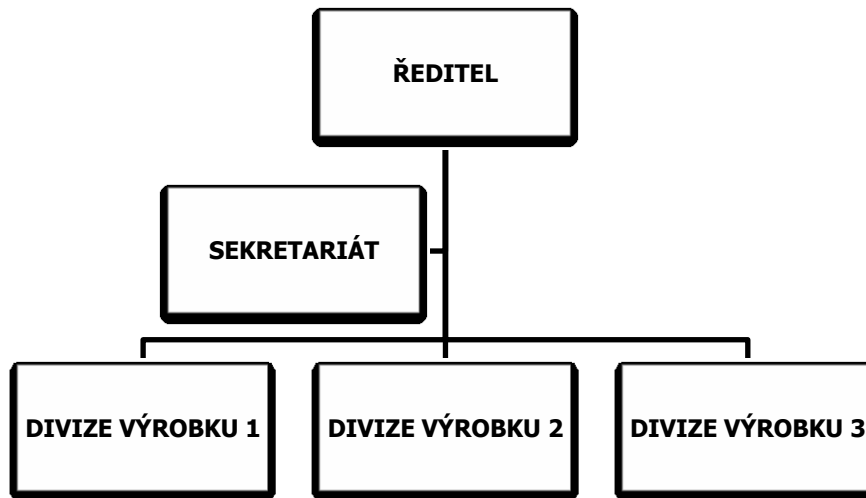 ŘEDITEL
SEKRETARIÁT
DIVIZE VÝROBKU 1
DIVIZE VÝROBKU 2
DIVIZE VÝROBKU 3